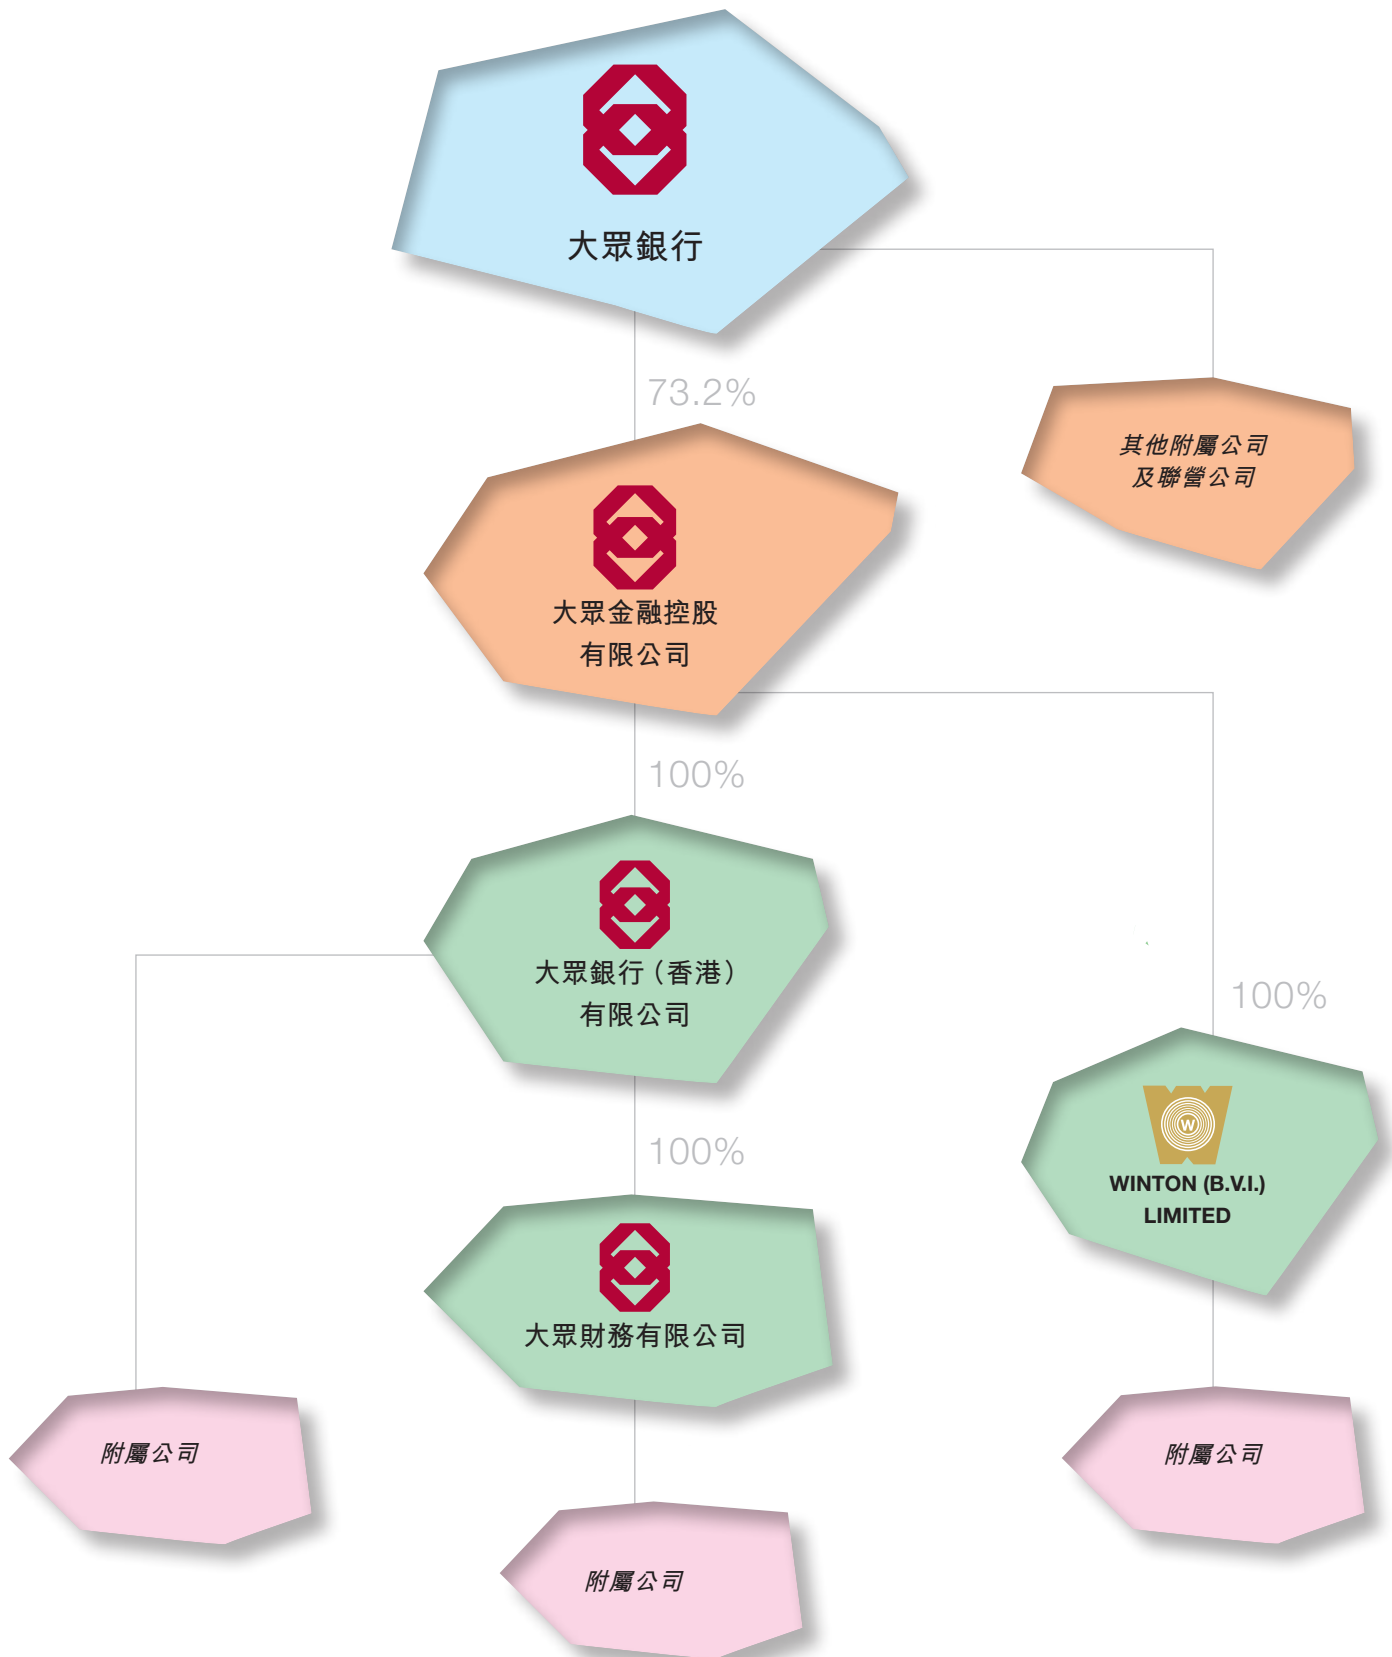 大眾銀行
73.2%
其他附屬公司
及聯營公司
大眾金融控股
有限公司
100%
大眾銀行（香港）
有限公司
100%
100%
W
WINTON (B.V.I.)
LIMITED
大眾財務有限公司
附屬公司
附屬公司
附屬公司